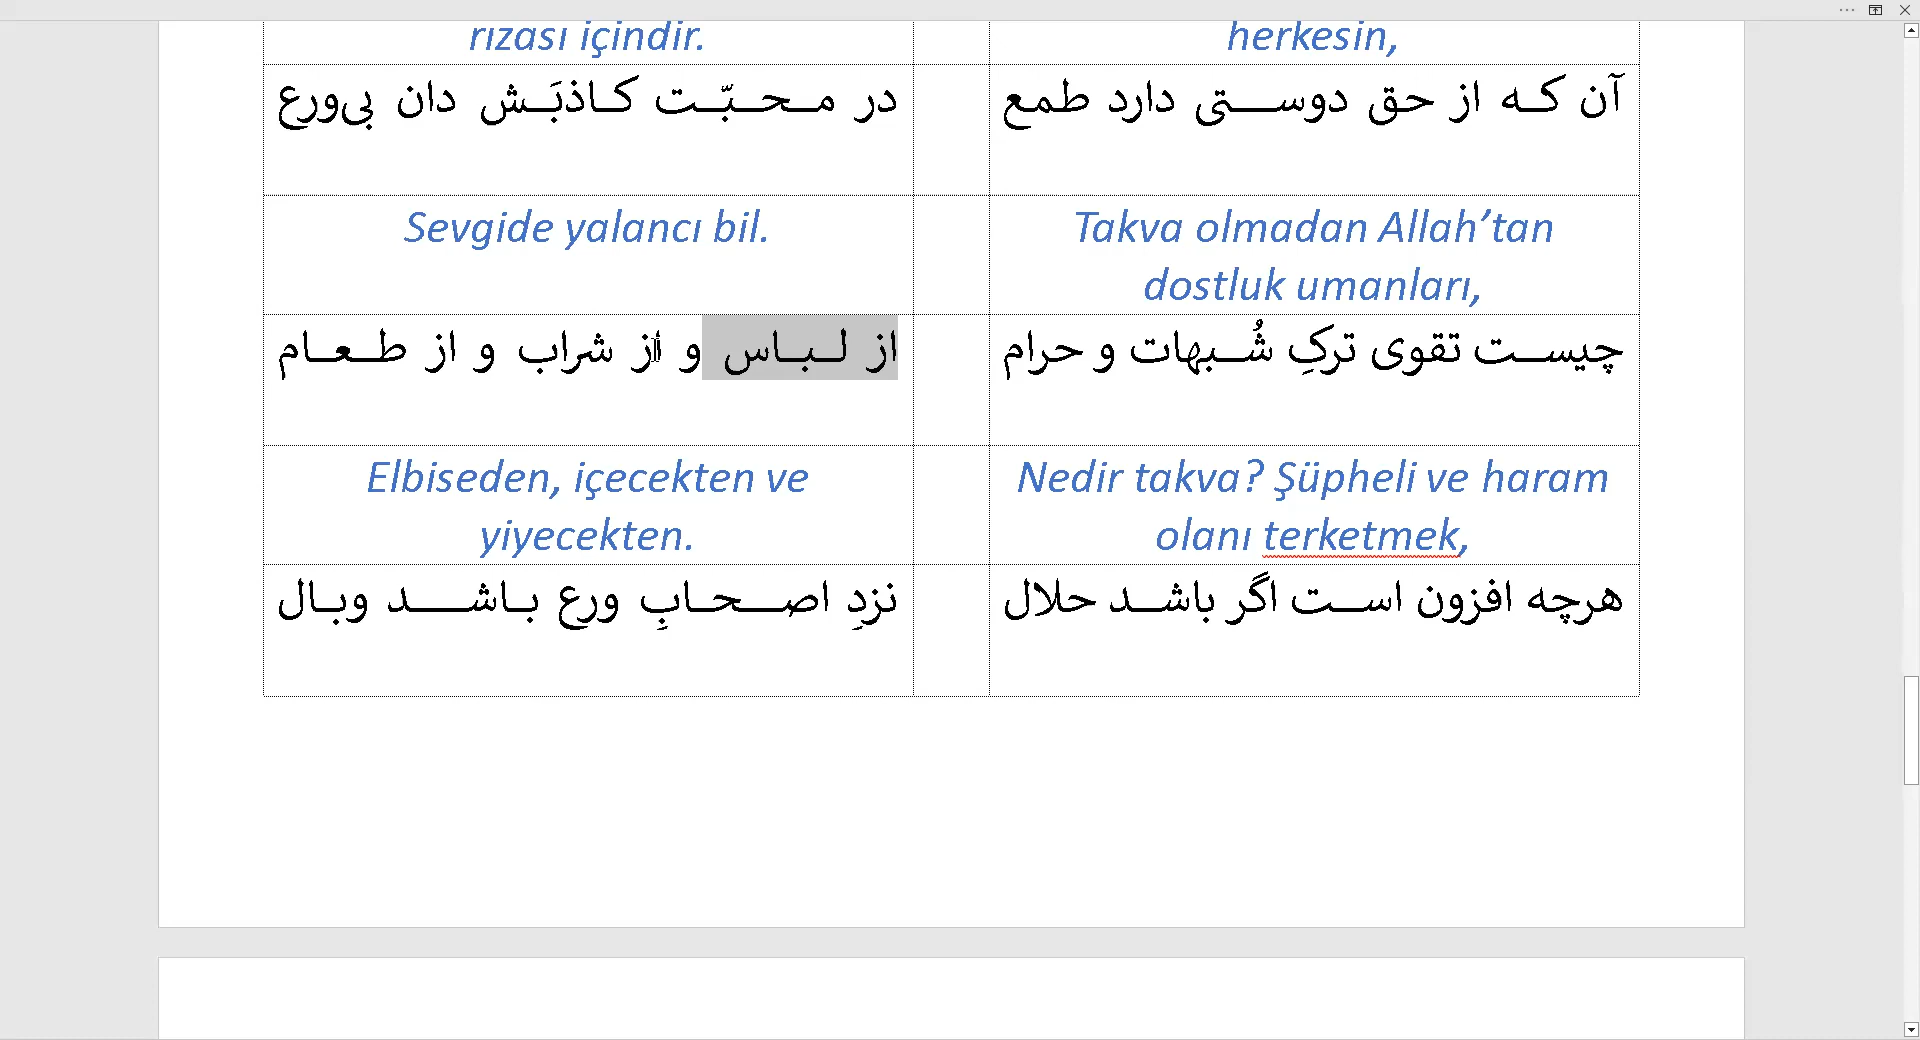 herkesin,
rızası içindir.
آن که از حق دوستی دارد طمع
در محبّت کاذبَش دان بی‌ورع
Takva olmadan Allah’tan
dostluk umanları,
Sevgide yalancı bil.
چیست تقوی ترکِ شُبهات و حرام
از لباس و از شراب و از طعام
Nedir takva? Şüpheli ve haram
olanı terketmek,
Elbiseden, içecekten ve
yiyecekten.
هرچه افزون است اگر باشد حلال
نزدِ اصحابِ ورع باشد وبال